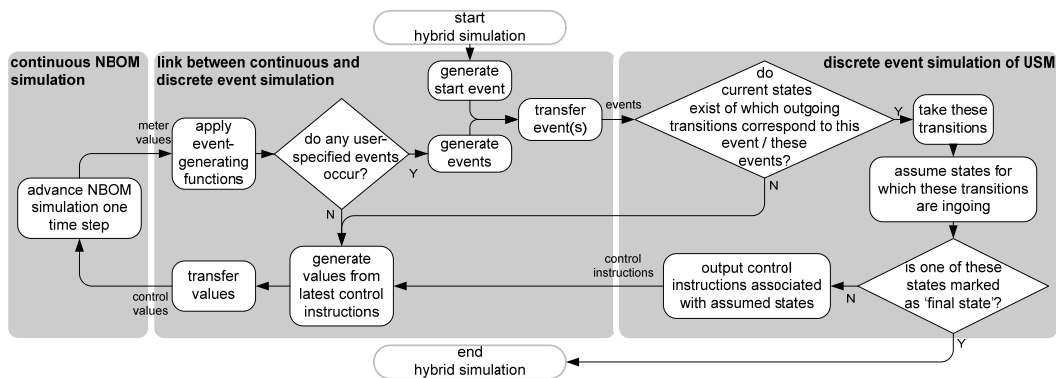 start
hybrid simulation
continuous NBOM
simulation
link between continuous and
discrete event simulation
discrete event simulation of USM
generate
start event
transfer
event(s)
events
do
current states
exist of which outgoing
transitions correspond to this
event / these
events?
Y
take these
transitions
meter
values
apply
event-
generating
functions
do any user-
specified events
occur?
Y
generate
events
N
N
assume states for
which these transitions
are ingoing
advance NBOM
simulation one
time step
control
values
transfer
values
generate
values from
latest control
instructions
control
instructions
output control
instructions associated
with assumed states
N
is one of these
states marked
as ‘final state’?
Y
end
hybrid simulation